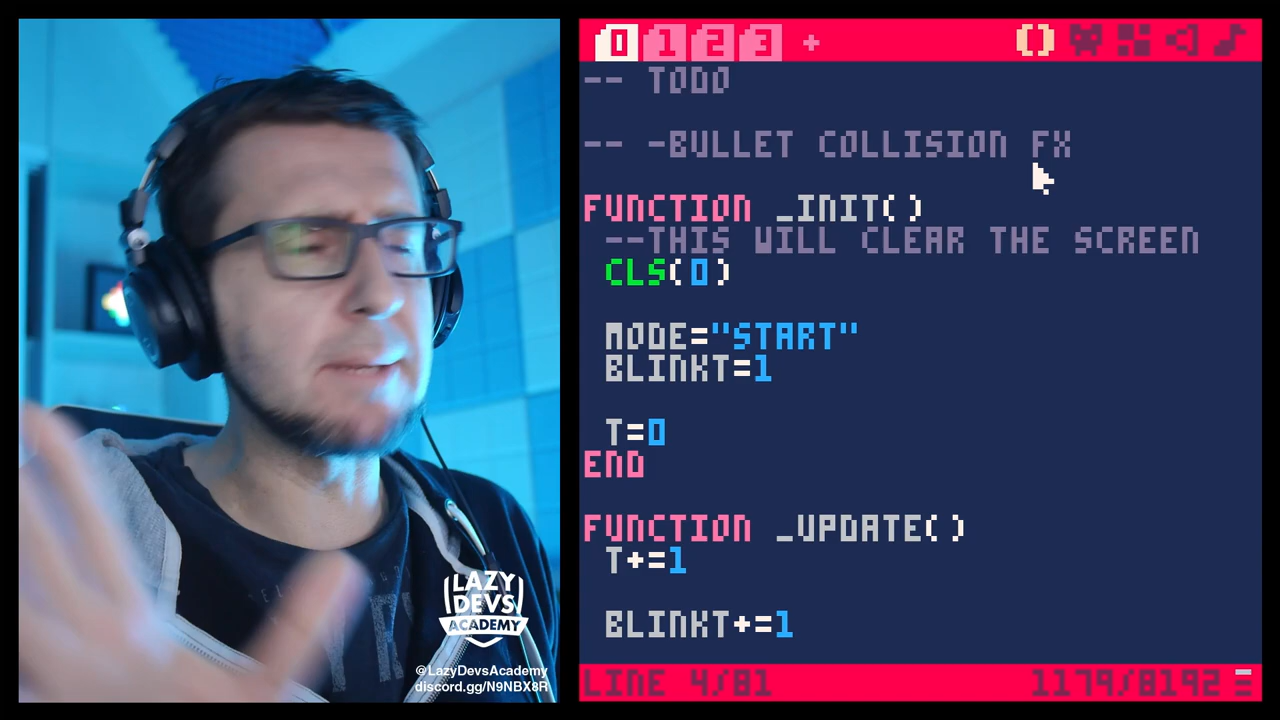 0 1 2 3 +
-- TODO
-- -BULLET COLLISION FX
FUNCTION _INIT()
--THIS WILL CLEAR THE SCREEN
CLS(0)
MODE="START"
BLINKT=1
T=0
END
FUNCTION _UPDATE()
T+=1
BLINKT+=1
LINE 4/81 1179/8192
LAZY
DEVS
ACADEMY
@LazyDevsAcademy
discord.gg/N9NBX8R